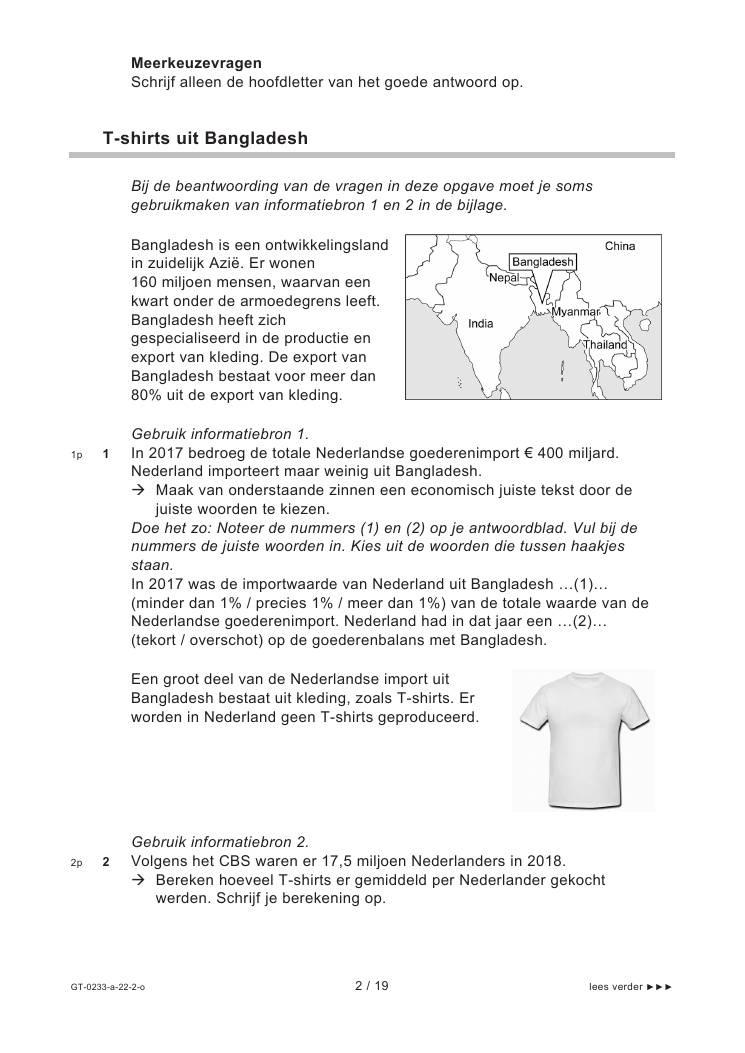 Meerkeuzevragen
Schrijf alleen de hoofdletter van het goede antwoord op.
T-shirts uit Bangladesh
Bij de beantwoording van de vragen in deze opgave moet je soms
gebruikmaken van informatiebron 1 en 2 in de bijlage.
Bangladesh is een ontwikkelingsland
in zuidelijk Azië. Er wonen
160 miljoen mensen, waarvan een
kwart onder de armoedegrens leeft.
Bangladesh heeft zich
gespecialiseerd in de productie en
export van kleding. De export van
Bangladesh bestaat voor meer dan
80% uit de export van kleding.
China
Bangladesh
Nepal
Myanmar
India
Thailand
Gebruik informatiebron 1.
1p 1 In 2017 bedroeg de totale Nederlandse goederenimport € 400 miljard.
Nederland importeert maar weinig uit Bangladesh.
→ Maak van onderstaande zinnen een economisch juiste tekst door de
juiste woorden te kiezen.
Doe het zo: Noteer de nummers (1) en (2) op je antwoordblad. Vul bij de
nummers de juiste woorden in. Kies uit de woorden die tussen haakjes
staan.
In 2017 was de importwaarde van Nederland uit Bangladesh …(1)…
(minder dan 1% / precies 1% / meer dan 1%) van de totale waarde van de
Nederlandse goederenimport. Nederland had in dat jaar een …(2)…
(tekort / overschot) op de goederenbalans met Bangladesh.
Een groot deel van de Nederlandse import uit
Bangladesh bestaat uit kleding, zoals T-shirts. Er
worden in Nederland geen T-shirts geproduceerd.
Gebruik informatiebron 2.
2p 2 Volgens het CBS waren er 17,5 miljoen Nederlanders in 2018.
→ Bereken hoeveel T-shirts er gemiddeld per Nederlander gekocht
werden. Schrijf je berekening op.
GT-0233-a-22-2-o
2 / 19
lees verder ►►►